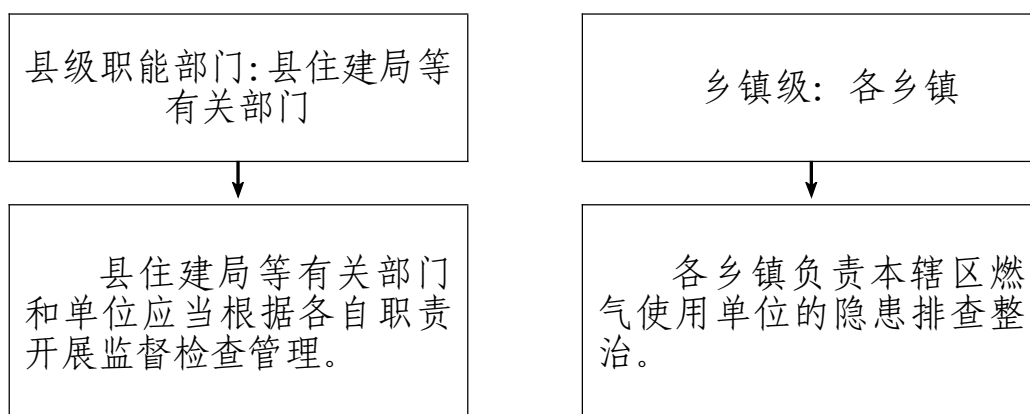 县级职能部门:县住建局等
有关部门
乡镇级: 各乡镇
县住建局等有关部门
和单位应当根据各自职责
开展监督检查管理。
各乡镇负责本辖区燃
气使用单位的隐患排查整
治。